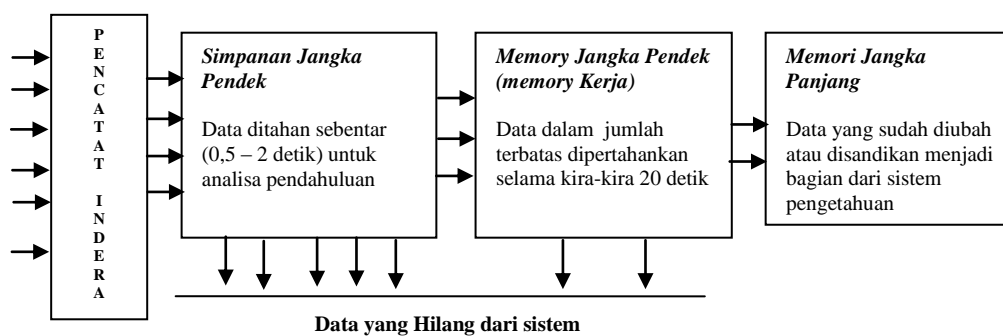 PENCATAT INDERA
Simpanan Jangka
Pendek
Data ditahan sebentar
(0,5 – 2 detik) untuk
analisa pendahuluan
Memory Jangka Pendek
(memory Kerja)
Data dalam jumlah
terbatas dipertahankan
selama kira-kira 20 detik
Memori Jangka
Panjang
Data yang sudah diubah
atau disandikan menjadi
bagian dari sistem
pengetahuan
Data yang Hilang dari sistem